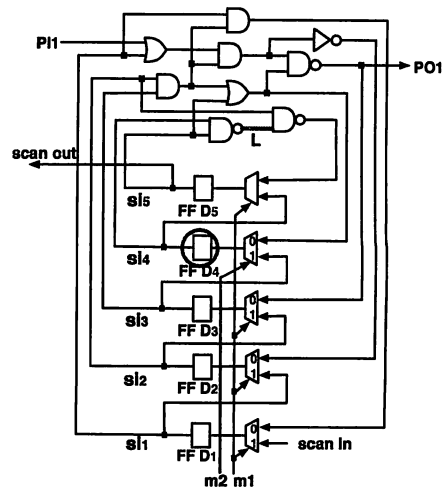 PI1
PO1
L
scan out
si5
FF D5
si4
0
1
FF D4
si3
0
1
FF D3
si2
0
1
FF D2
si1
0
1
scan in
FF D1
m2 m1